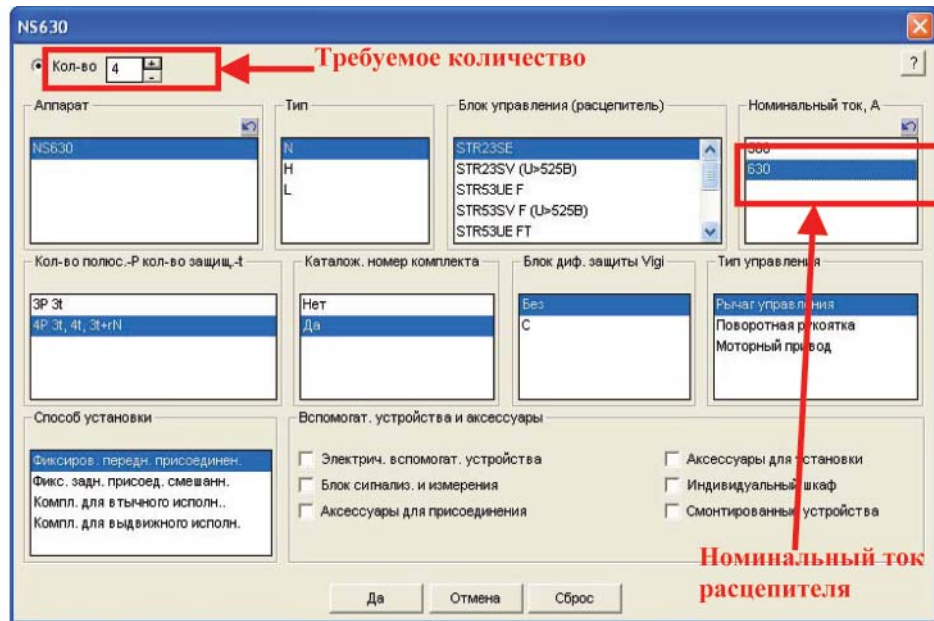 NS630
Кол-во 4
Требуемое количество
?
Аппарат
NS630
Тип
N
H
L
Блок управления (расцепитель)
STR23SE
STR23SV (U>525В)
STR53UE F
STR53SV F (U>525В)
STR53UE FT
Номинальный ток, А
630
Кол-во полюс.-P кол-во защищ,-t
3P 3t
4P 3t, 4t, 3t+rN
Каталож. номер комплекта
Нет
Да
Блок диф. защиты Vigi
Без
C
Тип управления
Рычаг управления
Поворотная рукоятка
Моторный привод
Способ установки
Фиксиров. передн. присоединен.
Фикс. задн. присоед. смешанн.
Компл. для втычного исполн..
Компл. для выдвижного исполн.
Вспомогат. устройства и аксессуары
Электрич. вспомогат. устройства
Блок сигнализ. и измерения
Аксессуары для присоединения
Аксессуары для установки
Индивидуальный шкаф
Смонтированные устройства
Номинальный ток
расцепителя
Да
Отмена
Сброс